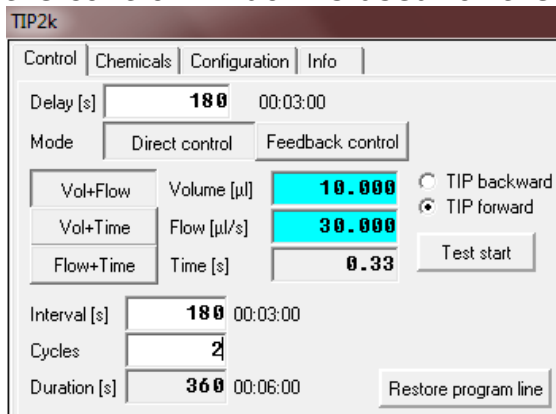 TIP2k
Control Chemicals Configuration Info
Delay [s] 180 00:03:00
Mode Direct control Feedback control
Vol+Flow Volume [µl] 10.000 TIP backward
Vol+Time Flow [µl/s] 30.000 TIP forward
Flow+Time Time [s] 0.33 Test start
Interval [s] 180 00:03:00
Cycles 2
Duration [s] 360 00:06:00 Restore program line